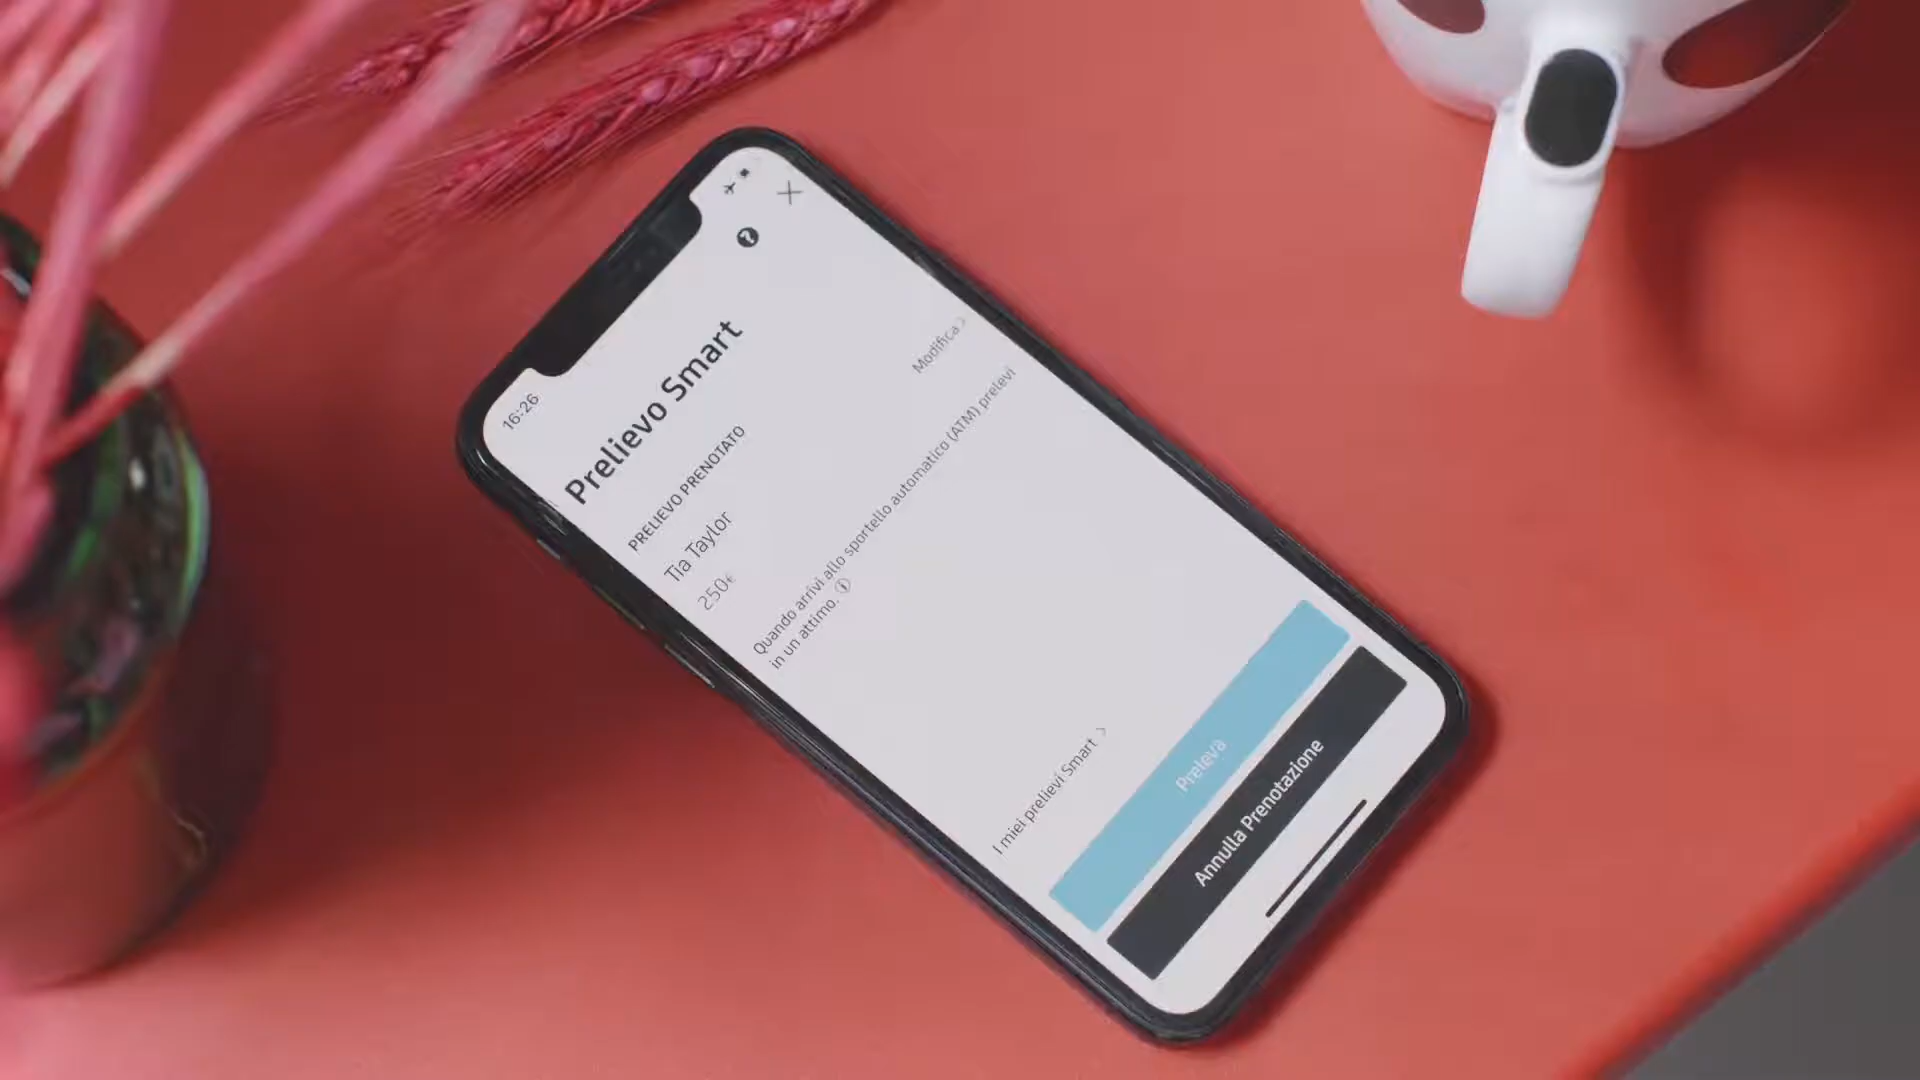 16:26
Prelievo Smart
PRELIEVO PRENOTATO
Modifica >
Tia Taylor
250€
Quando arrivi allo sportello automatico (ATM) prelevi
in un attimo.
I miei prelievi Smart >
Preleva
Annulla Prenotazione